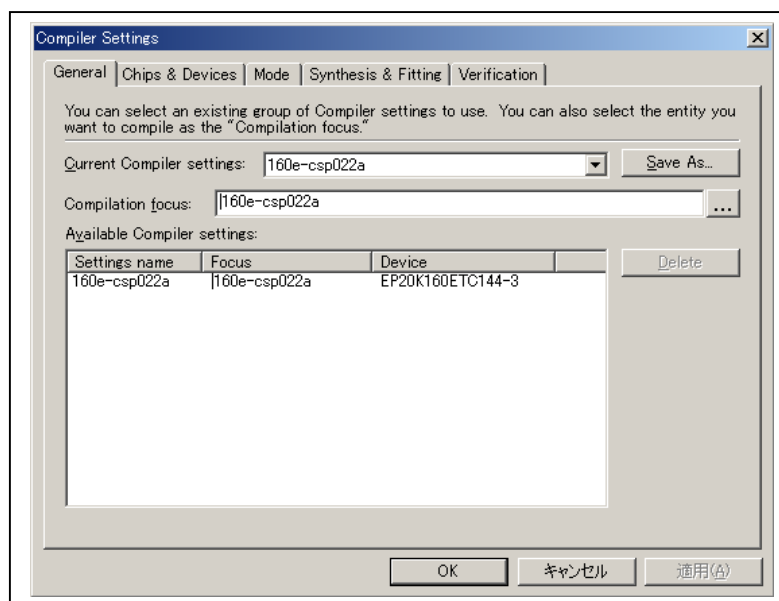 Compiler Settings
General Chips & Devices Mode Synthesis & Fitting Verification
You can select an existing group of Compiler settings to use. You can also select the entity you
want to compile as the "Compilation focus."
Current Compiler settings: 160e-csp022a Save As...
Compilation focus: |160e-csp022a ...
Available Compiler settings:
Settings name Focus Device Delete
160e-csp022a |160e-csp022a EP20K160ETC144-3
OK キャンセル 適用(A)